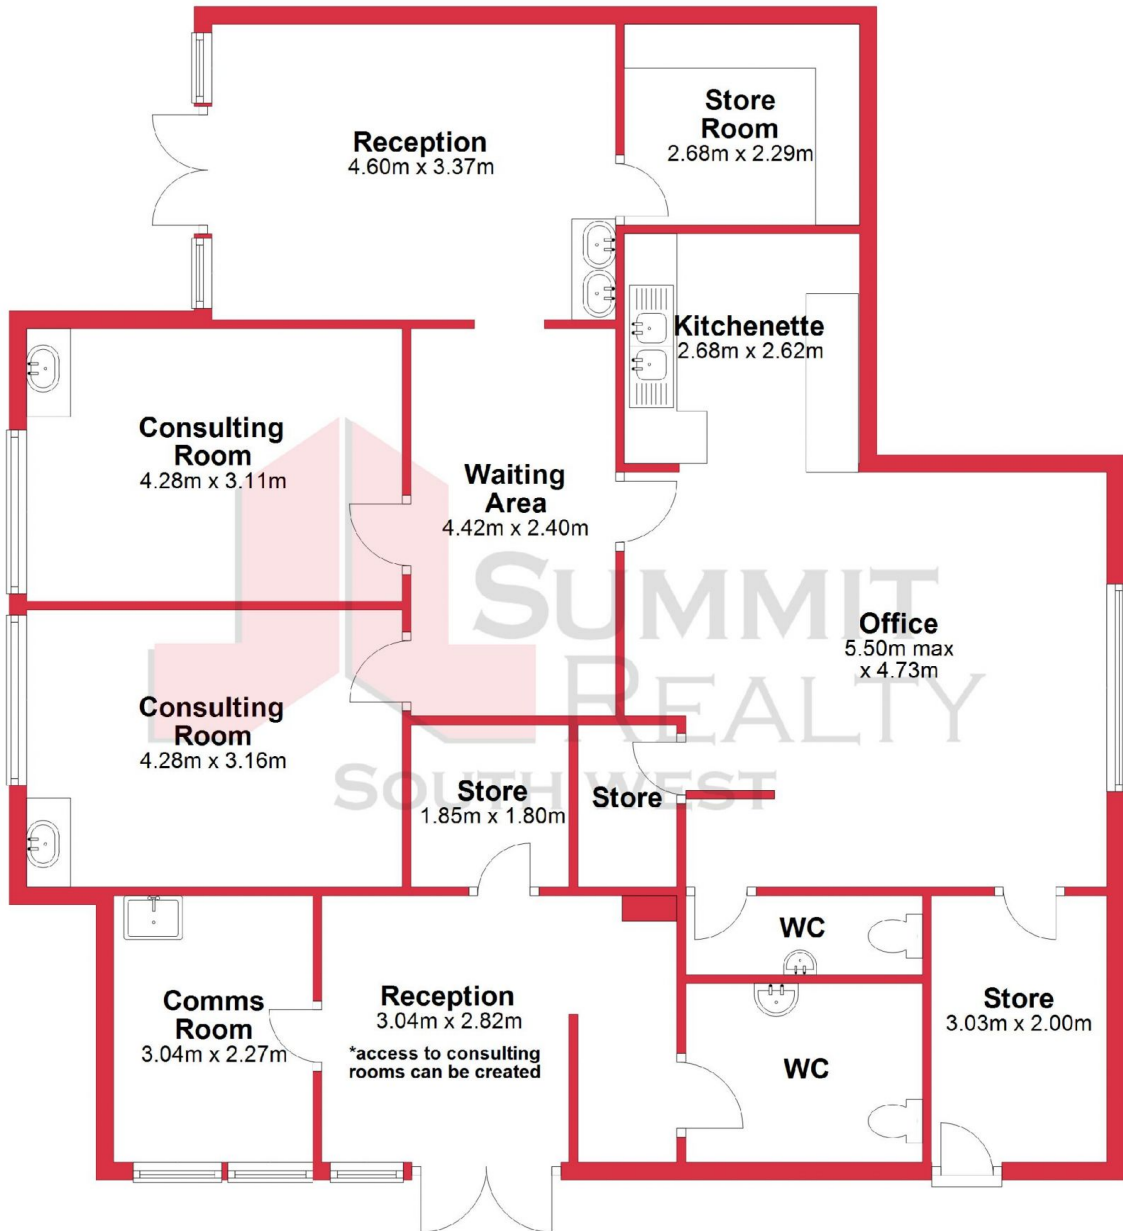 Reception
4.60m x 3.37m
Store
Room
2.68m x 2.29m
Kitchenette
2.68m x 2.62m
Consulting
Room
4.28m x 3.11m
Waiting
Area
4.42m x 2.40m
SUMMIT
REALTY
SOUTH WEST
Office
5.50m max
x 4.73m
Consulting
Room
4.28m x 3.16m
Store
1.85m x 1.80m
Store
WC
Comms
Room
3.04m x 2.27m
Reception
3.04m x 2.82m
*access to consulting
rooms can be created
WC
Store
3.03m x 2.00m